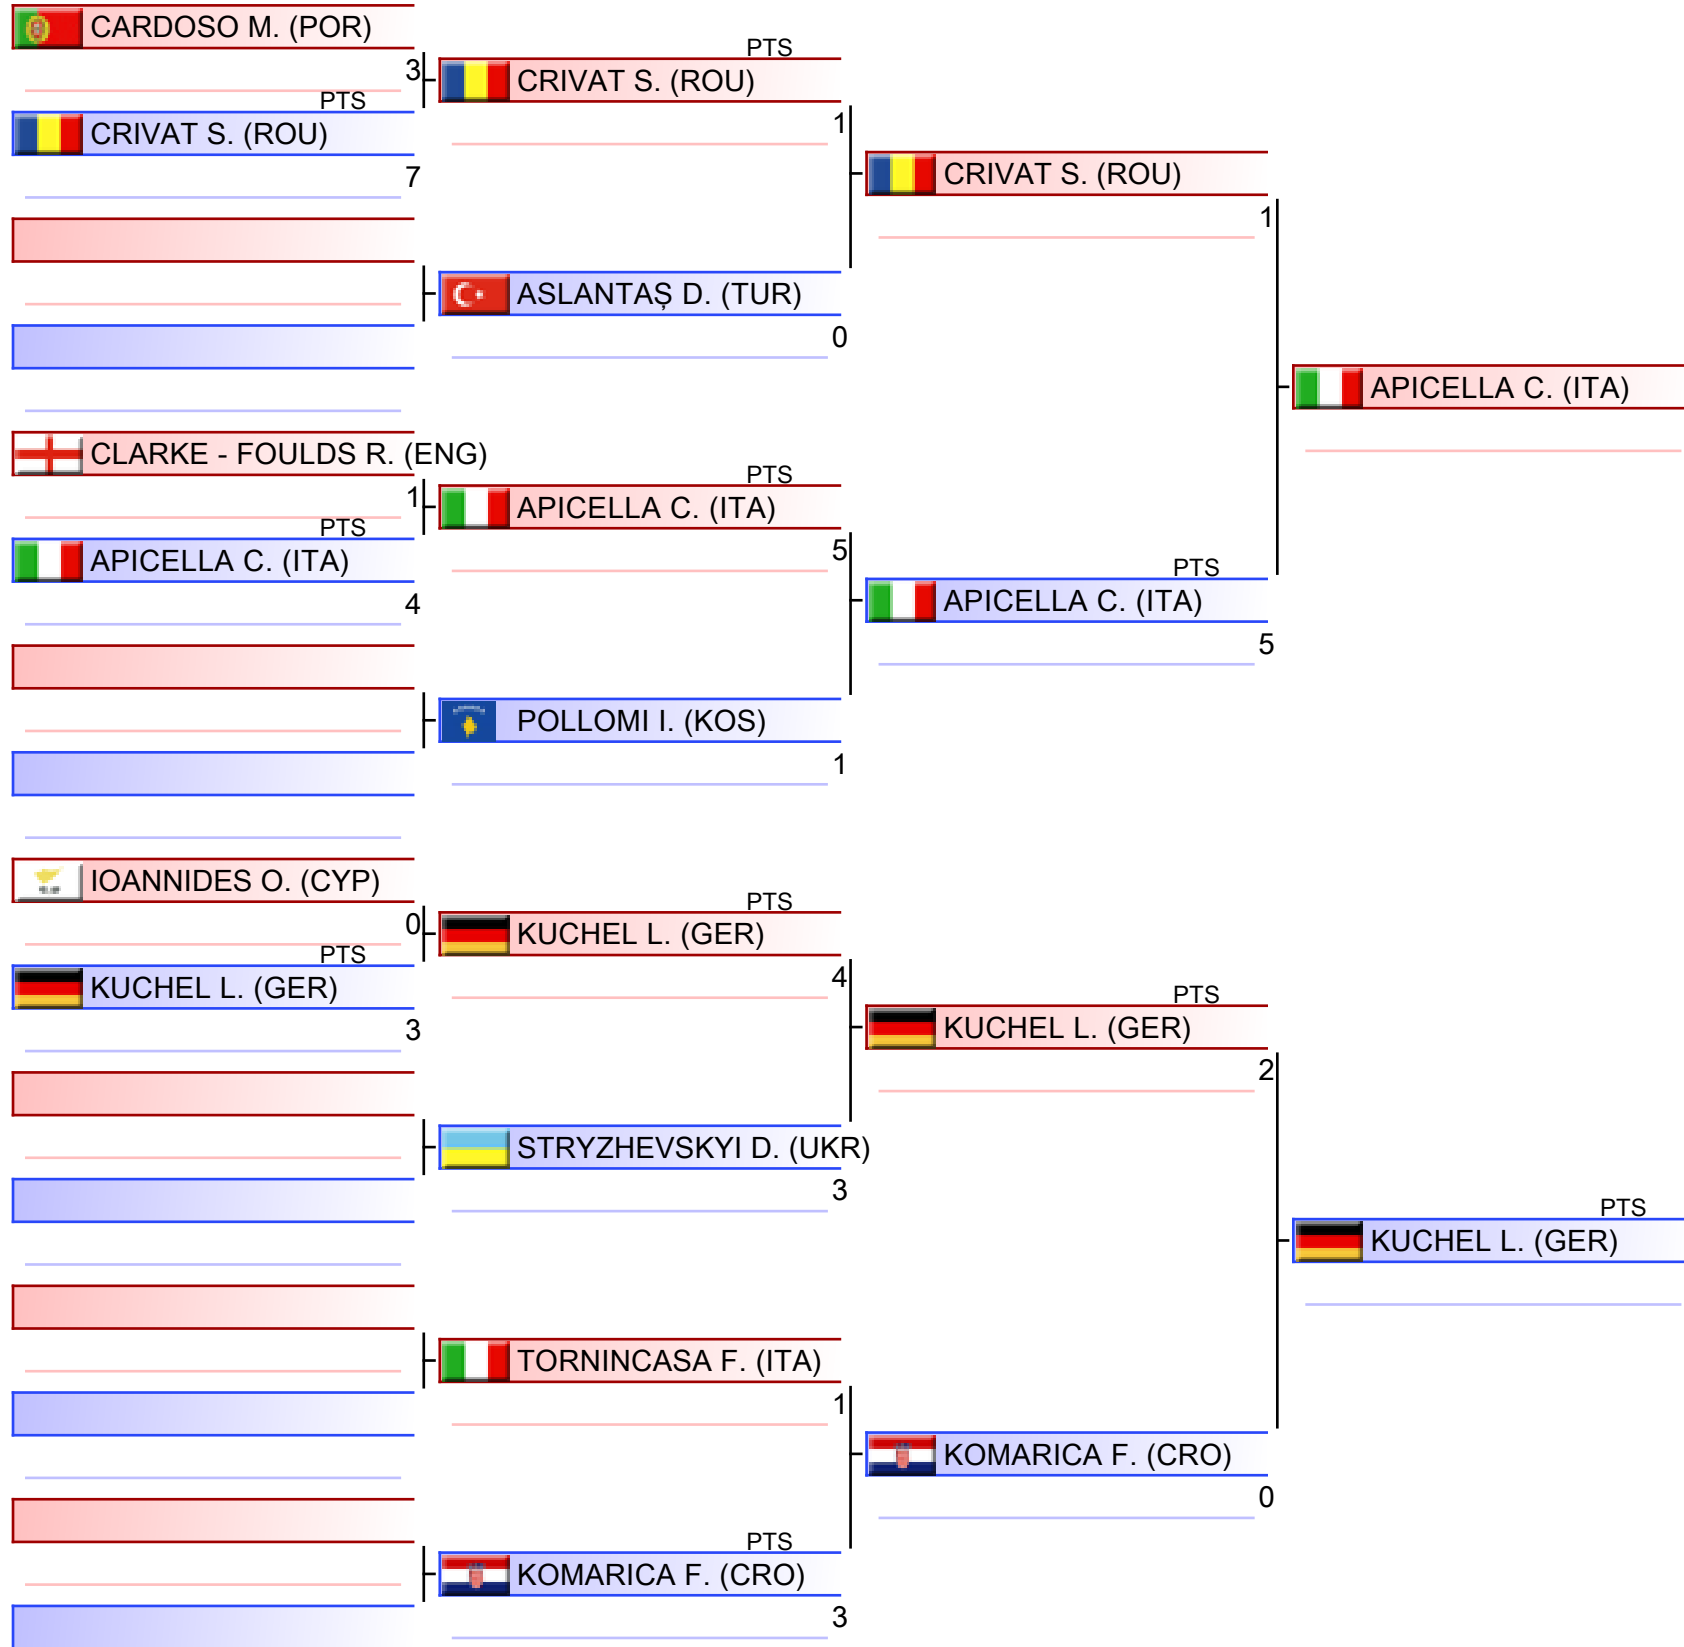 CARDOSO M. (POR)
3
PTS
CRIVAT S. (ROU)
7
CLARKE - FOULDS R. (ENG)
1
PTS
APICELLA C. (ITA)
4
IOANNIDES O. (CYP)
0
PTS
KUCHEL L. (GER)
3
PTS
CRIVAT S. (ROU)
1
ASLANTAŞ D. (TUR)
0
PTS
APICELLA C. (ITA)
5
POLLOMI I. (KOS)
1
PTS
KUCHEL L. (GER)
4
STRYZHEVSKYI D. (UKR)
3
TORNINCASA F. (ITA)
1
PTS
KOMARICA F. (CRO)
3
CRIVAT S. (ROU)
1
PTS
APICELLA C. (ITA)
5
PTS
KUCHEL L. (GER)
2
KOMARICA F. (CRO)
0
APICELLA C. (ITA)
PTS
KUCHEL L. (GER)